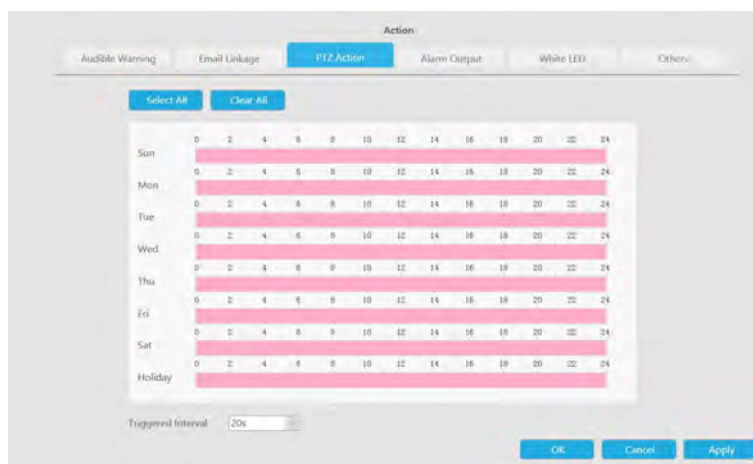 Action
Audible Warning Email Linkage PTZ Action Alarm Output White LED Others
Select All Clear All
0 2 4 6 8 10 12 14 16 18 20 22 24
Sun
0 2 4 6 8 10 12 14 16 18 20 22 24
Mon
0 2 4 6 8 10 12 14 16 18 20 22 24
Tue
0 2 4 6 8 10 12 14 16 18 20 22 24
Wed
0 2 4 6 8 10 12 14 16 18 20 22 24
Thu
0 2 4 6 8 10 12 14 16 18 20 22 24
Fri
0 2 4 6 8 10 12 14 16 18 20 22 24
Sat
0 2 4 6 8 10 12 14 16 18 20 22 24
Holiday
Triggered Interval 20s
OK Cancel Apply